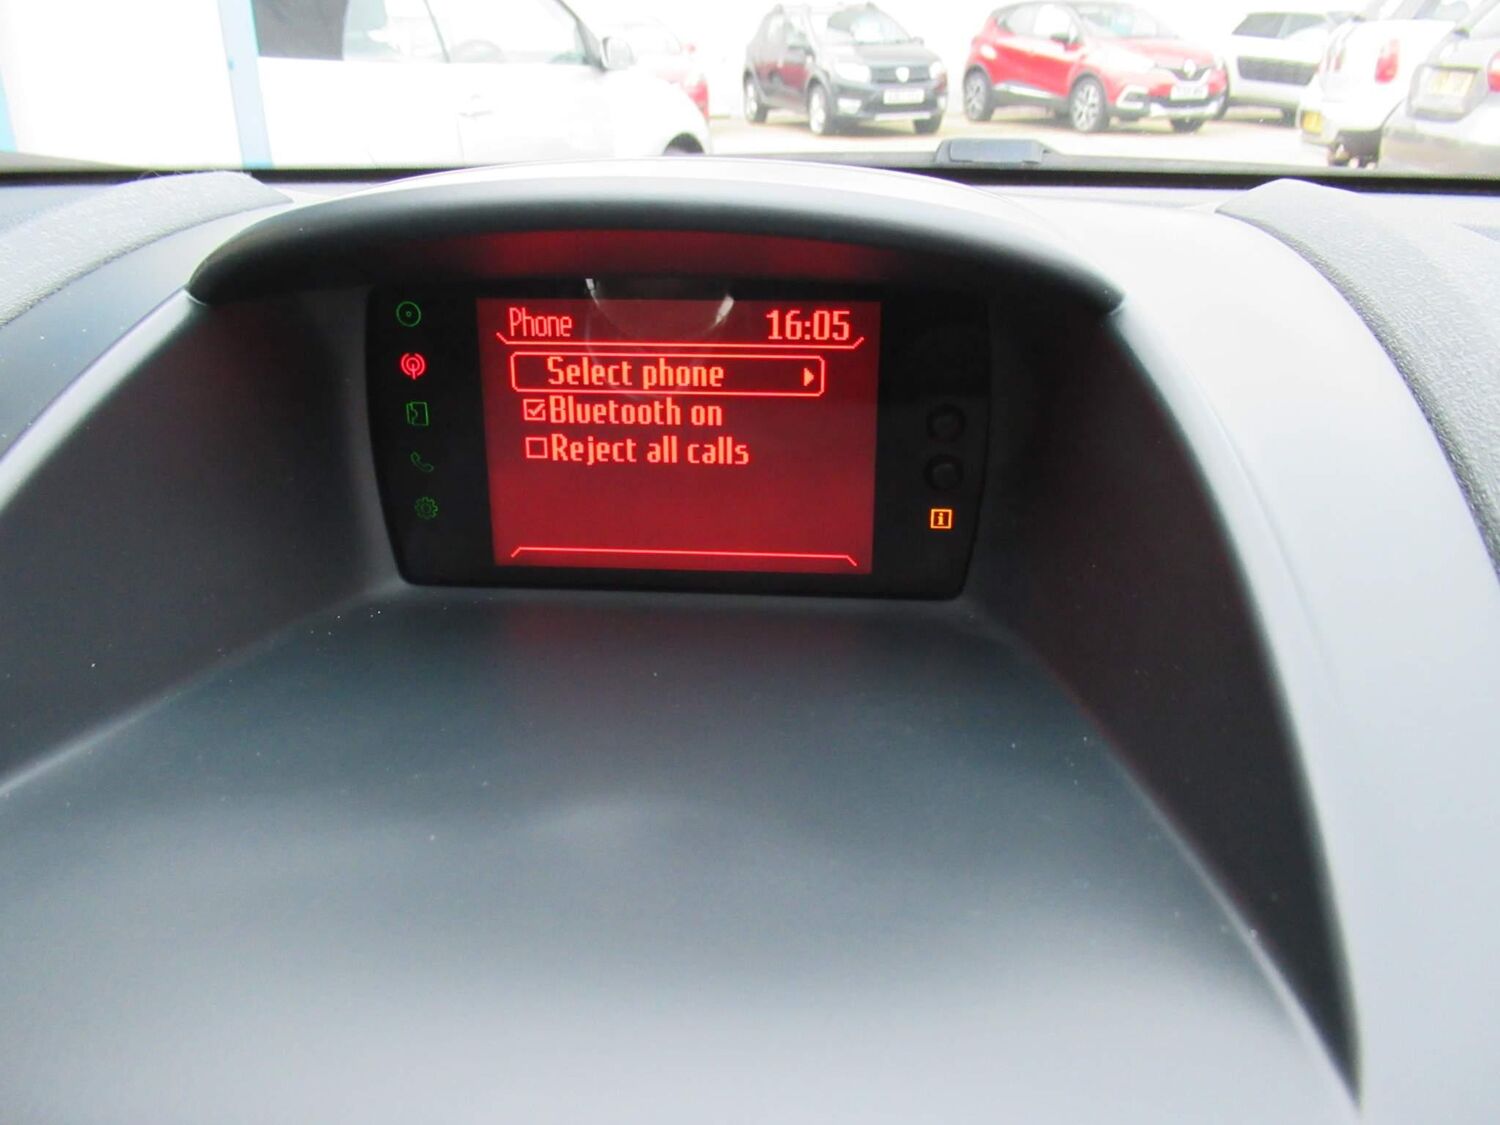 Phone 16:05
Select phone
Bluetooth on
Reject all calls